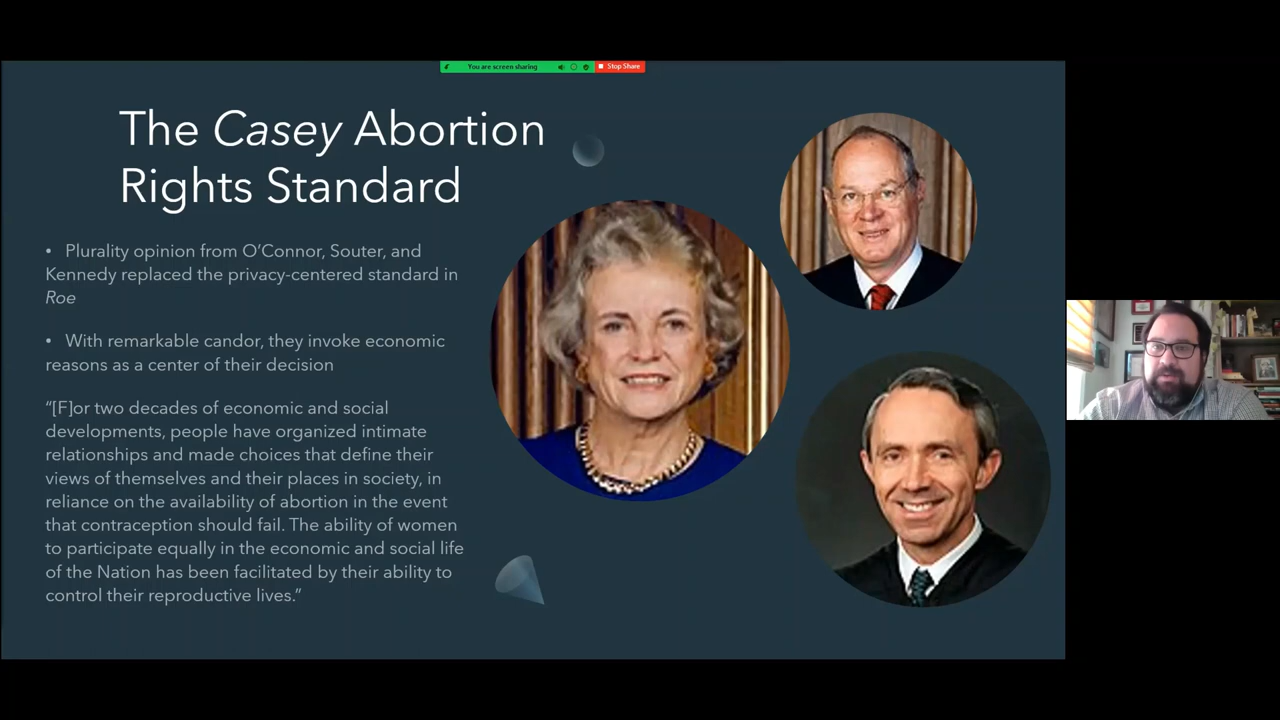 You are screen sharing
Stop Share
The Casey Abortion
Rights Standard
• Plurality opinion from O’Connor, Souter, and
Kennedy replaced the privacy-centered standard in
Roe
• With remarkable candor, they invoke economic
reasons as a center of their decision
“[F]or two decades of economic and social
developments, people have organized intimate
relationships and made choices that define their
views of themselves and their places in society, in
reliance on the availability of abortion in the event
that contraception should fail. The ability of women
to participate equally in the economic and social life
of the Nation has been facilitated by their ability to
control their reproductive lives.”